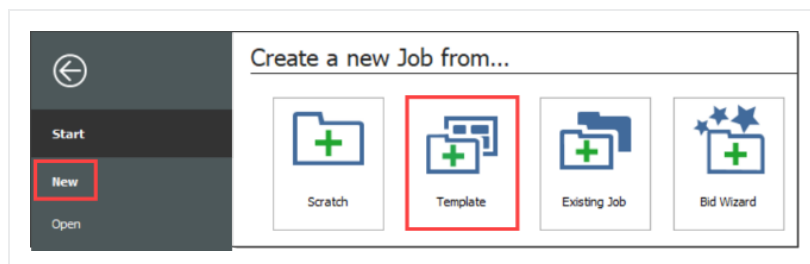 Create a new Job from...
Start
New
Open
Scratch
Template
Existing Job
Bid Wizard